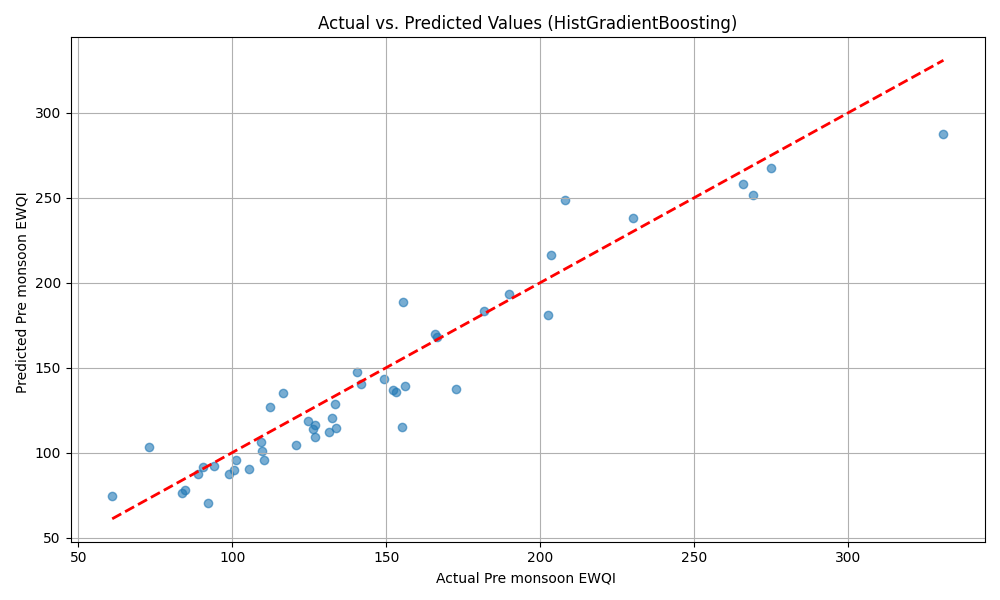 Actual vs. Predicted Values (HistGradientBoosting)
Predicted Pre monsoon EWQI
300
250
200
150
100
50
50 100 150 200 250 300
Actual Pre monsoon EWQI